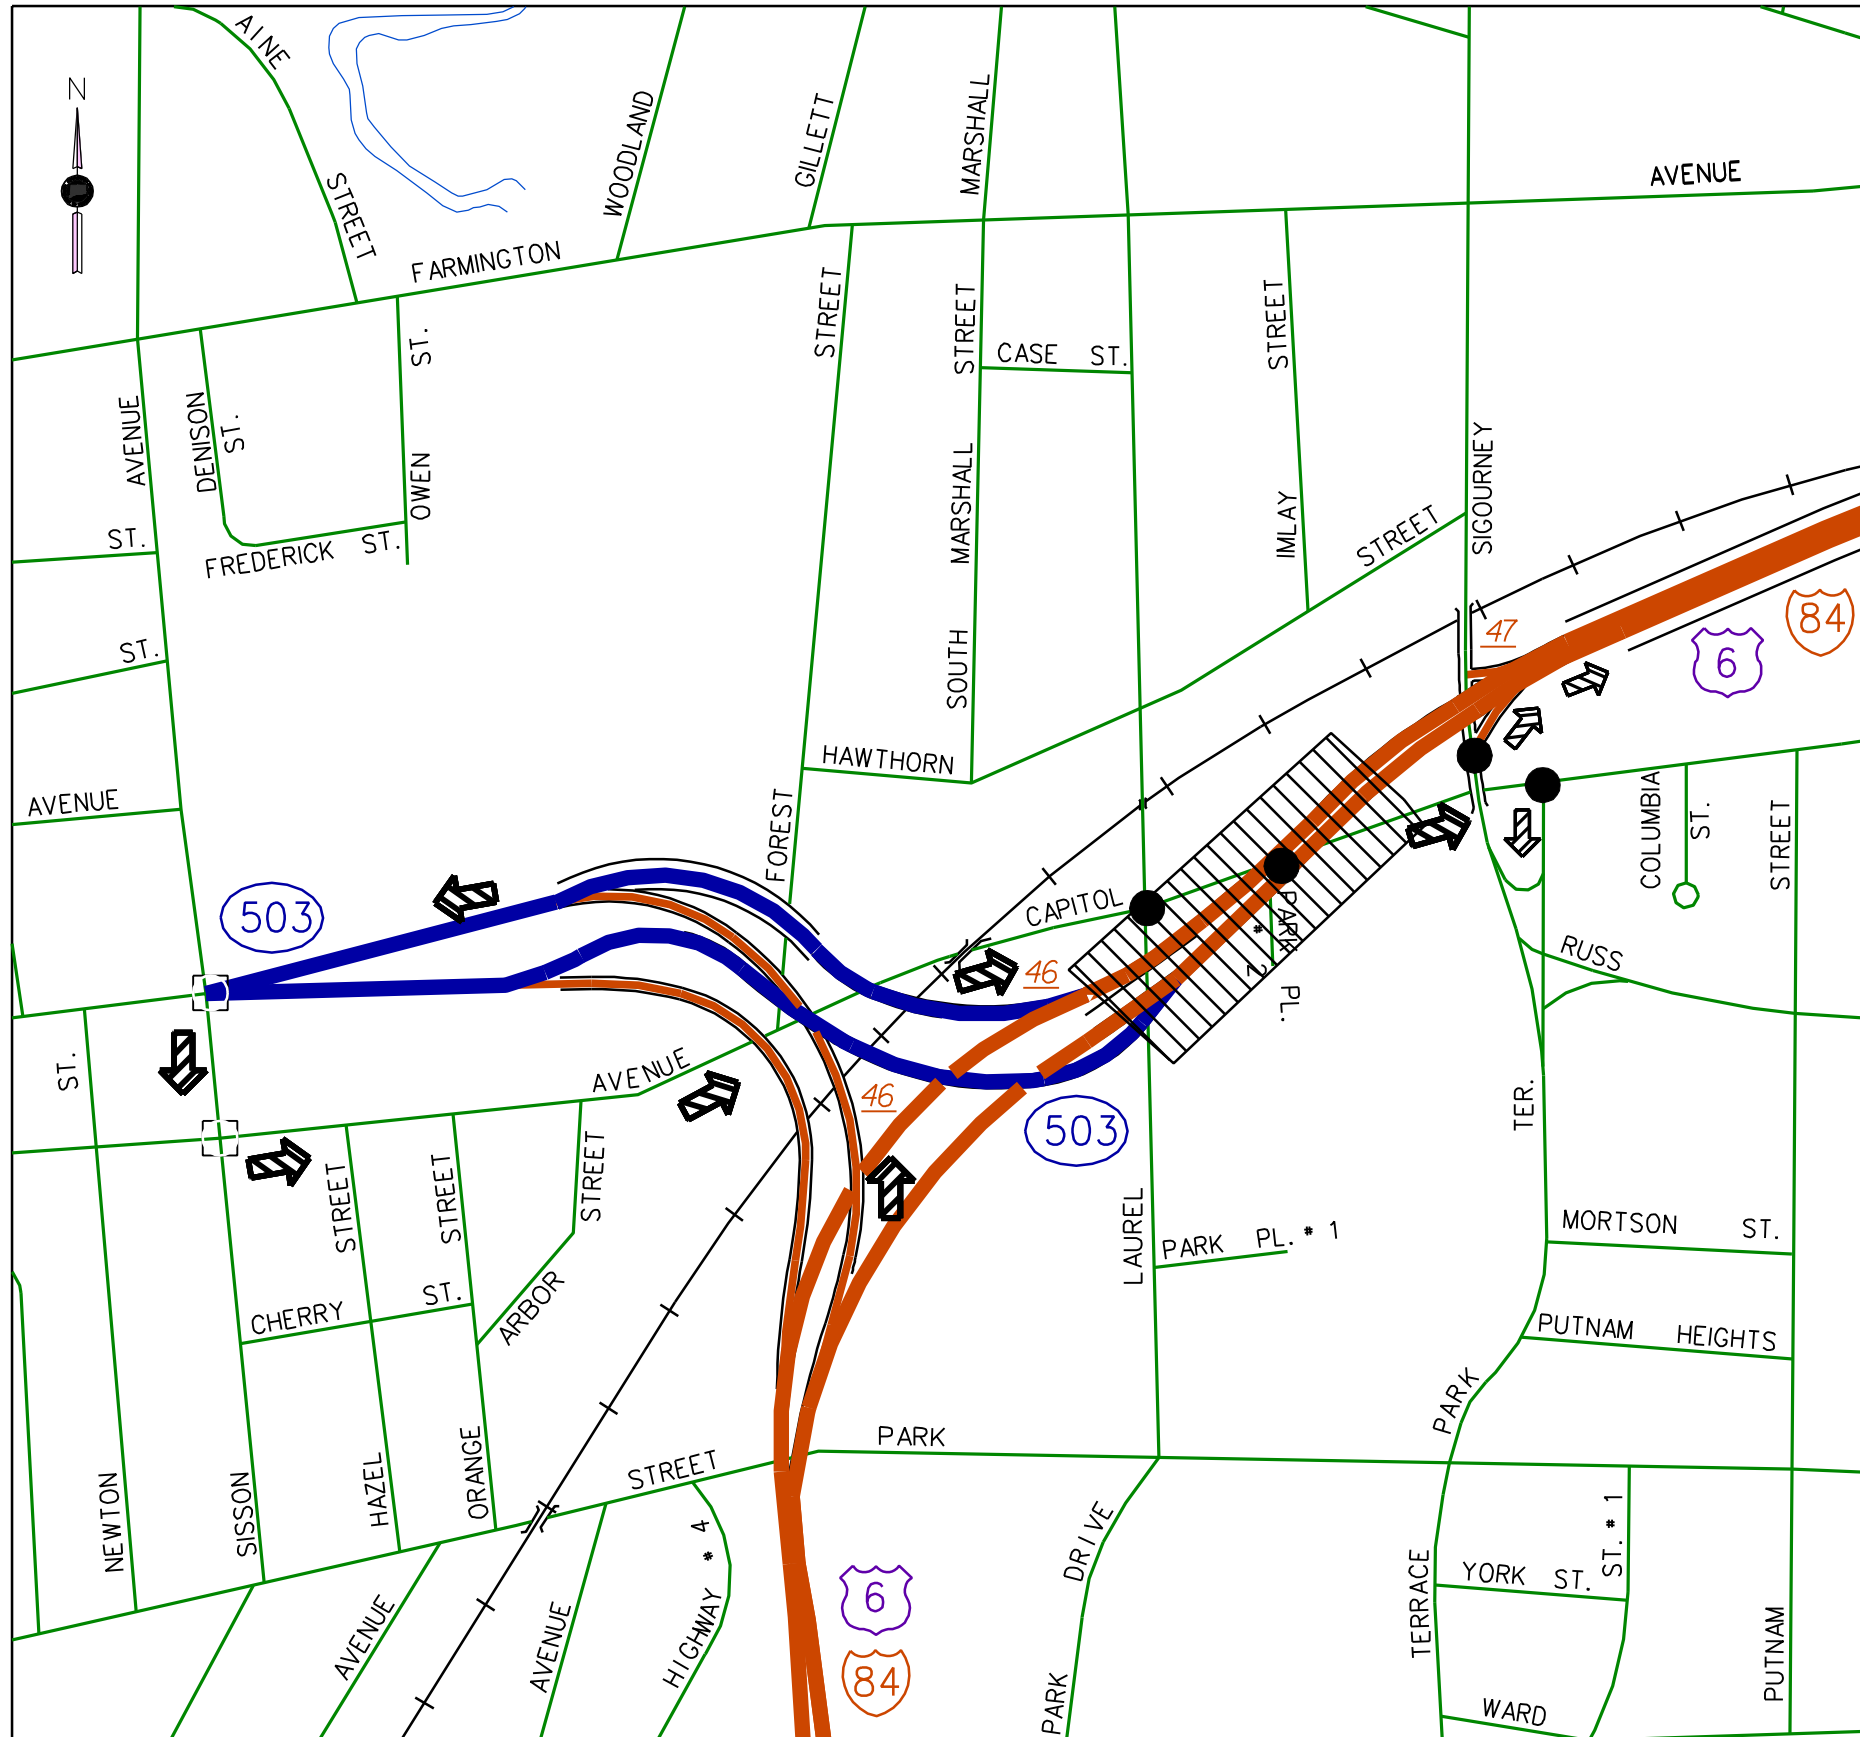 AINE
STREET
N
WOODLAND
GILLETT
MARSHALL
AVENUE
FARMINGTON
STREET
STREET
STREET
ST.
CASE ST.
AVENUE
DENISON
ST.
OWEN
SIGOURNEY
MARSHALL
IMLAY
STREET
ST.
FREDERICK ST.
ST.
SOUTH
47
84
6
HAWTHORN
AVENUE
FOREST
COLUMBIA
ST.
STREET
503
CAPITOL
PARK
# 2
PL.
RUSS
46
46
AVENUE
ST.
503
TER.
STREET
STREET
STREET
LAUREL
PARK PL. # 1
MORTSON ST.
CHERRY ST.
ARBOR
PUTNAM HEIGHTS
PARK
NEWTON
SISSON
HAZEL
ORANGE
STREET
PARK
HIGHWAY # 4
DRIVE
PARK
TERRACE
YORK ST.
ST. # 1
PUTNAM
AVENUE
AVENUE
6
84
WARD